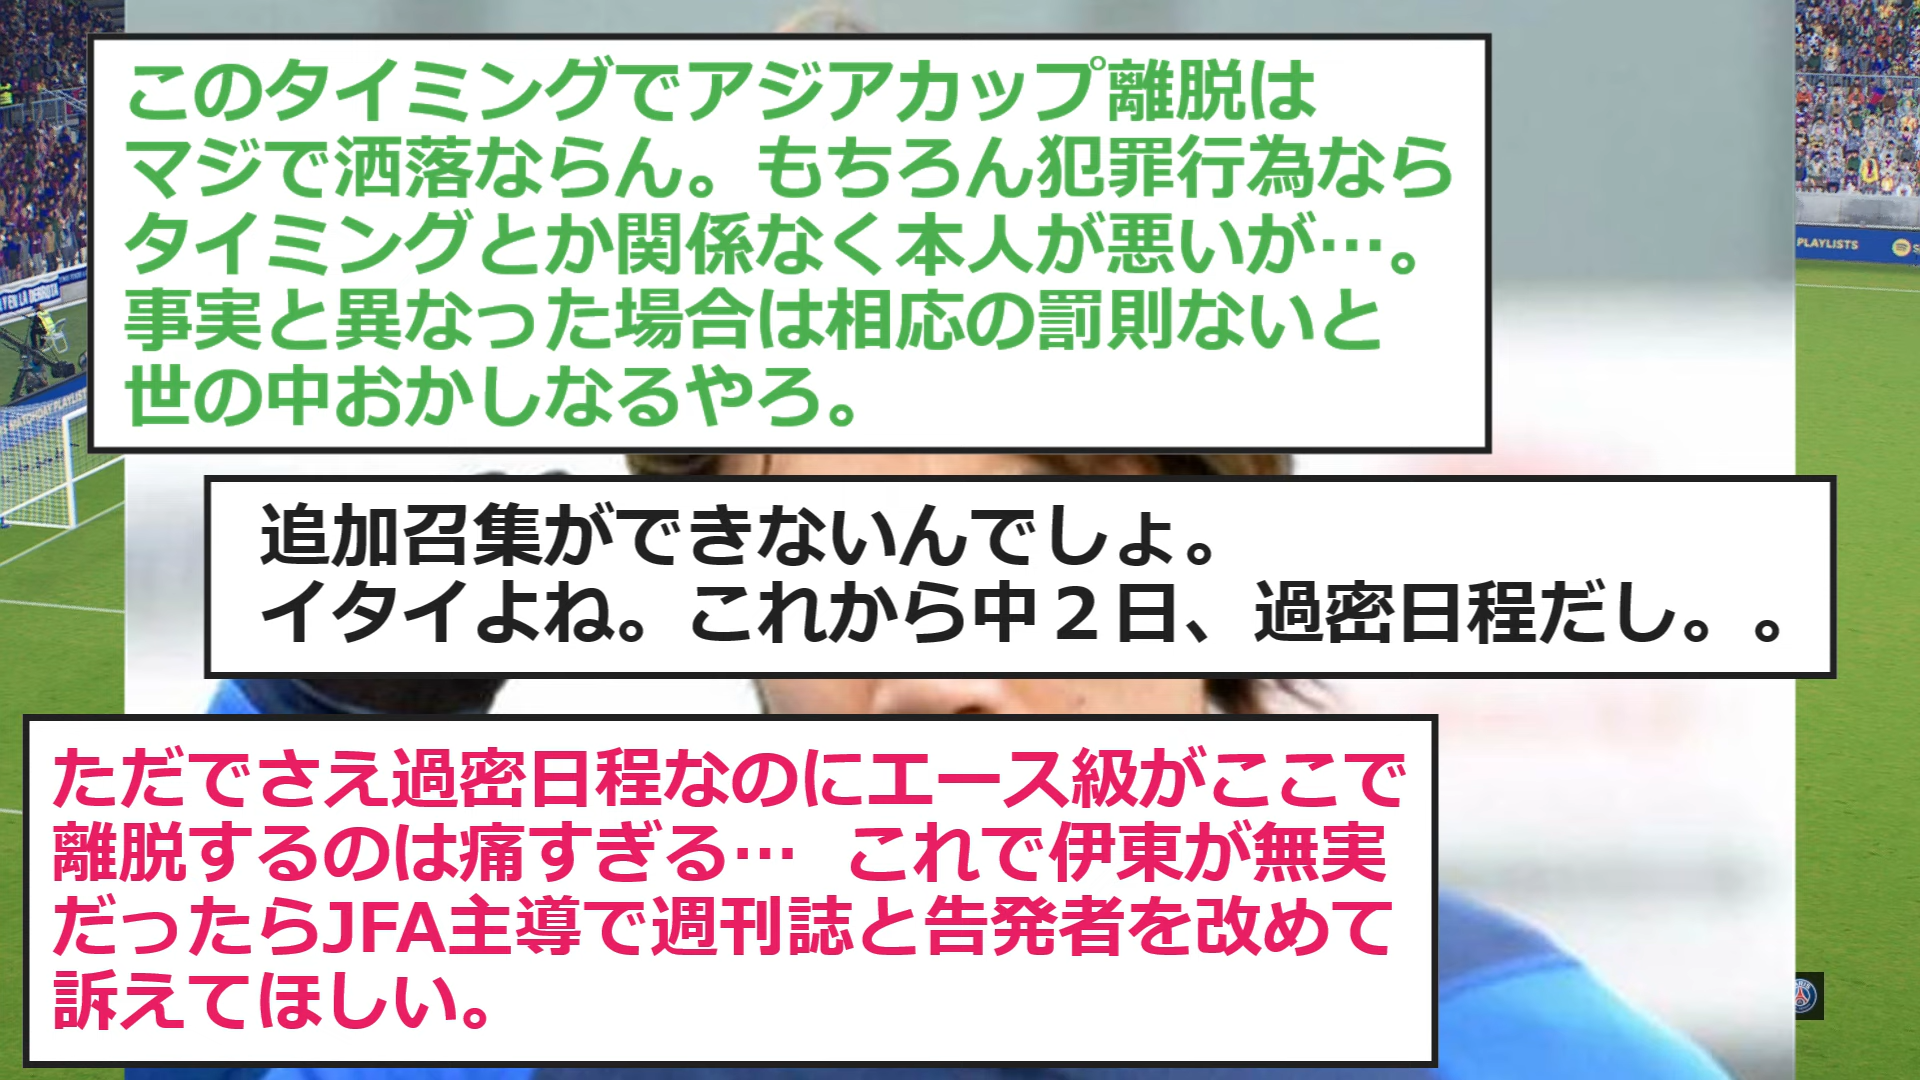 このタイミングでアジアカップ離脱は
マジで洒落ならん。もちろん犯罪行為なら
タイミングとか関係なく本人が悪いが…。
事実と異なった場合は相応の罰則ないと
世の中おかしなるやろ。
追加召集ができないんでしょ。
イタイよね。これから中２日、過密日程だし。。
ただでさえ過密日程なのにエース級がここで
離脱するのは痛すぎる… これで伊東が無実
だったらJFA主導で週刊誌と告発者を改めて
訴えてほしい。
PLAYLISTS
Y EN LA DERROTA